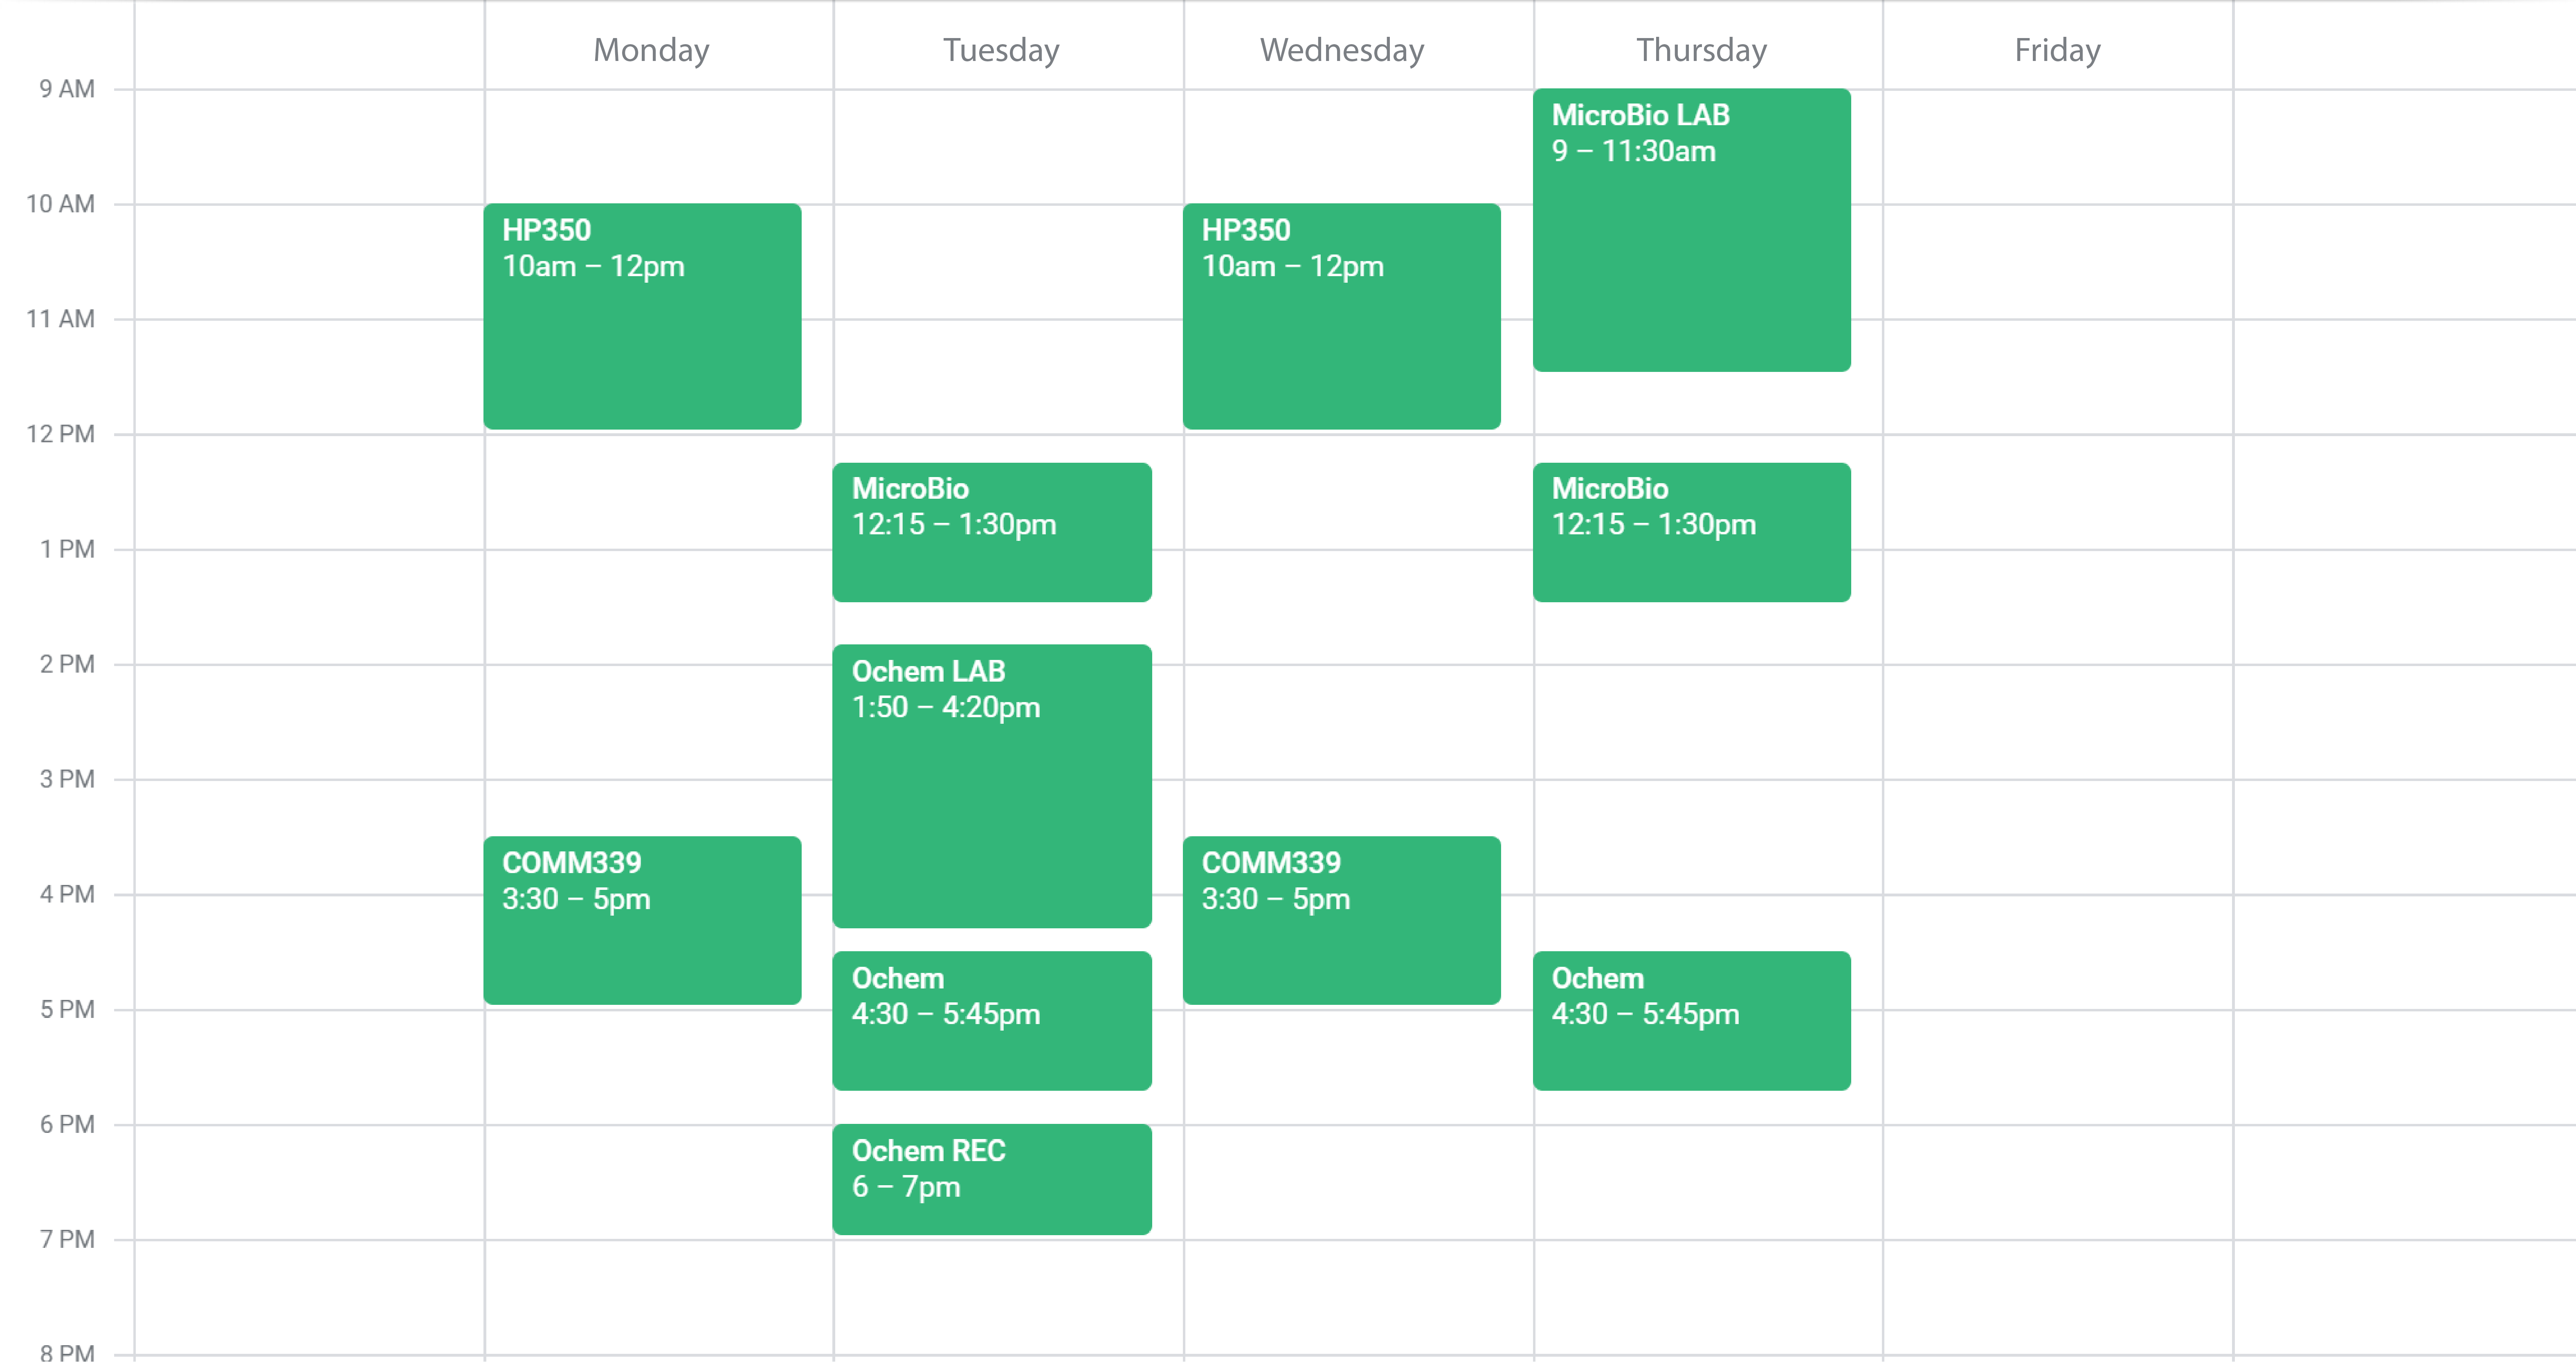 Monday
Tuesday
Wednesday
Thursday
Friday
9 AM
10 AM
11 AM
12 PM
1 PM
2 PM
3 PM
4 PM
5 PM
6 PM
7 PM
8 PM
HP350
10am – 12pm
COMM339
3:30 – 5pm
MicroBio
12:15 – 1:30pm
Ochem LAB
1:50 – 4:20pm
Ochem
4:30 – 5:45pm
Ochem REC
6 – 7pm
HP350
10am – 12pm
COMM339
3:30 – 5pm
MicroBio LAB
9 – 11:30am
MicroBio
12:15 – 1:30pm
Ochem
4:30 – 5:45pm